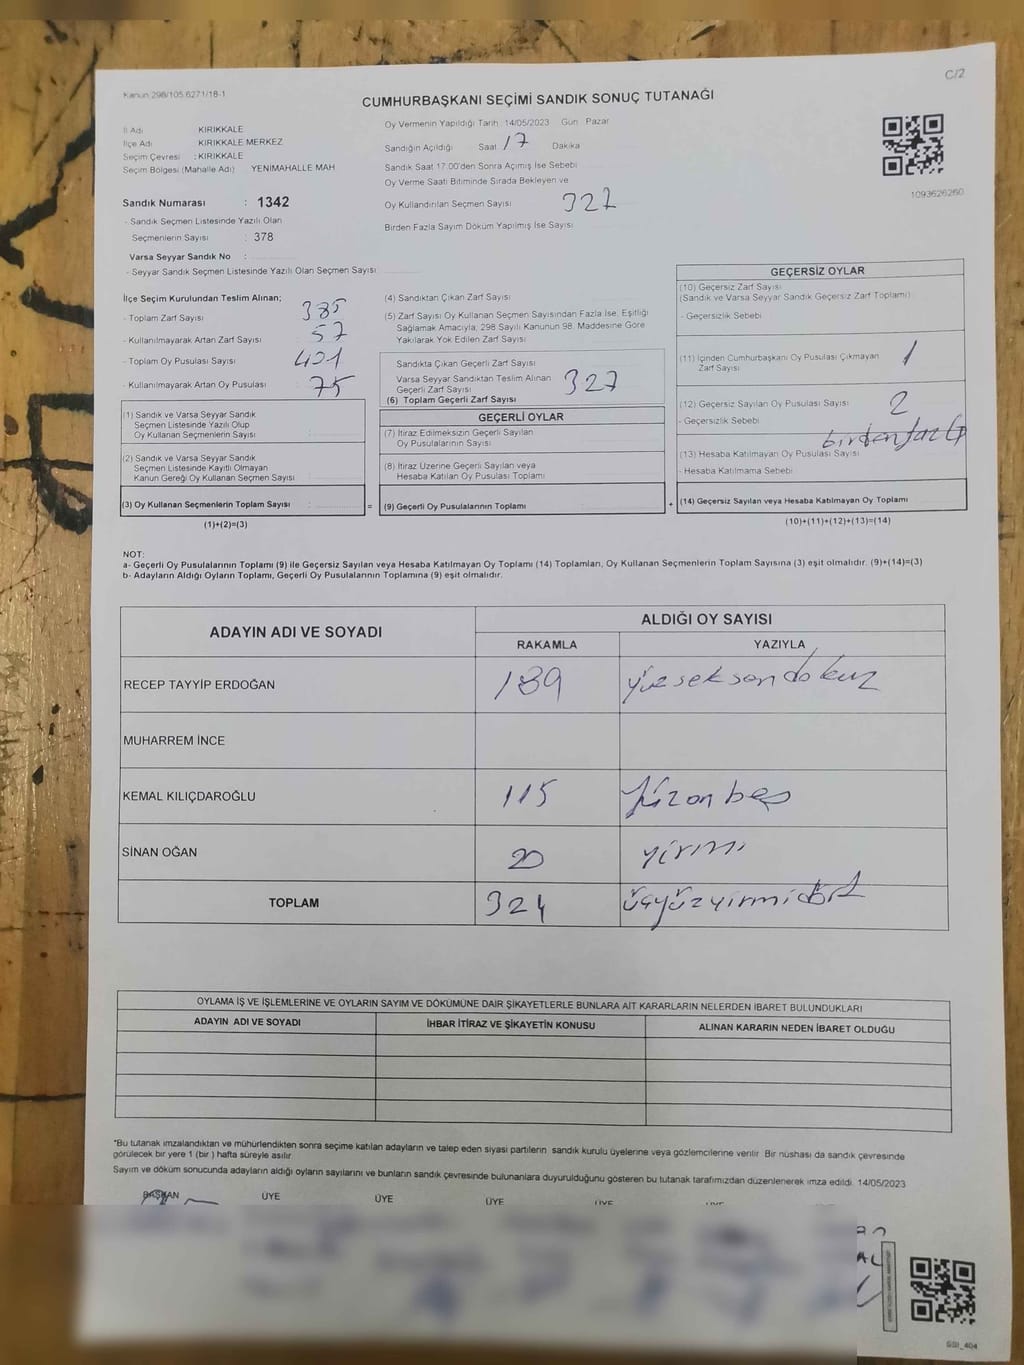 C/2
Kanun:298/105,6271/18-1
CUMHURBAŞKANI SEÇİMİ SANDIK SONUÇ TUTANAĞI
İl Adı KIRIKKALE
İlçe Adı KIRIKKALE MERKEZ
Seçim Çevresi : KIRIKKALE
Seçim Bölgesi (Mahalle Adı) YENİMAHALLE MAH
Sandık Numarası : 1342
- Sandık Seçmen Listesinde Yazılı Olan
Seçmenlerin Sayısı : 378
Varsa Seyyar Sandık No :
- Seyyar Sandık Seçmen Listesinde Yazılı Olan Seçmen Sayısı:
Oy Vermenin Yapıldığı Tarih: 14/05/2023 Gün: Pazar
Sandığın Açıldığı Saat 17 Dakika
Sandık Saat 17:00'den Sonra Açılmış İse Sebebi
Oy Verme Saati Bitiminde Sırada Bekleyen ve
Oy Kullandırılan Seçmen Sayısı 327
Birden Fazla Sayım Döküm Yapılmış İse Sayısı
1093626260
İlçe Seçim Kurulundan Teslim Alınan;
- Toplam Zarf Sayısı 385
- Kullanılmayarak Artan Zarf Sayısı 57
- Toplam Oy Pusulası Sayısı 401
- Kullanılmayarak Artan Oy Pusulası 75
(1) Sandık ve Varsa Seyyar Sandık
Seçmen Listesinde Yazılı Olup
Oy Kullanan Seçmenlerin Sayısı :
(2) Sandık ve Varsa Seyyar Sandık
Seçmen Listesinde Kayıtlı Olmayan
Kanun Gereği Oy Kullanan Seçmen Sayısı :
(3) Oy Kullanan Seçmenlerin Toplam Sayısı : =
(1)+(2)=(3)
(4) Sandıktan Çıkan Zarf Sayısı
(5) Zarf Sayısı Oy Kullanan Seçmen Sayısından Fazla İse, Eşitliği
Sağlamak Amacıyla, 298 Sayılı Kanunun 98. Maddesine Göre
Yakılarak Yok Edilen Zarf Sayısı
Sandıkta Çıkan Geçerli Zarf Sayısı
Varsa Seyyar Sandıktan Teslim Alınan
Geçerli Zarf Sayısı 327
(6) Toplam Geçerli Zarf Sayısı
GEÇERLİ OYLAR
(7) İtiraz Edilmeksizin Geçerli Sayılan
Oy Pusulalarının Sayısı
(8) İtiraz Üzerine Geçerli Sayılan veya
Hesaba Katılan Oy Pusulası Toplamı
(9) Geçerli Oy Pusulalarının Toplamı : +
GEÇERSİZ OYLAR
(10) Geçersiz Zarf Sayısı
(Sandık ve Varsa Seyyar Sandık Geçersiz Zarf Toplamı)
- Geçersizlik Sebebi
(11) İçinden Cumhurbaşkanı Oy Pusulası Çıkmayan 1
Zarf Sayısı
(12) Geçersiz Sayılan Oy Pusulası Sayısı 2
- Geçersizlik Sebebi birden fazla
(13) Hesaba Katılmayan Oy Pusulası Sayısı
- Hesaba Katılmama Sebebi
(14) Geçersiz Sayılan veya Hesaba Katılmayan Oy Toplamı
(10)+(11)+(12)+(13)=(14)
NOT:
a- Geçerli Oy Pusulalarının Toplamı (9) ile Geçersiz Sayılan veya Hesaba Katılmayan Oy Toplamı (14) Toplamları, Oy Kullanan Seçmenlerin Toplam Sayısına (3) eşit olmalıdır. (9)+(14)=(3)
b- Adayların Aldığı Oyların Toplamı, Geçerli Oy Pusulalarının Toplamına (9) eşit olmalıdır.
ADAYIN ADI VE SOYADI ALDIĞI OY SAYISI
RAKAMLA YAZIYLA
RECEP TAYYİP ERDOĞAN 189 yüzseksendokuz
MUHARREM İNCE
KEMAL KILIÇDAROĞLU 115 yüzonbeş
SİNAN OĞAN 20 yirmi
TOPLAM 324 üçyüzyirmidört
OYLAMA İŞ VE İŞLEMLERİNE VE OYLARIN SAYIM VE DÖKÜMÜNE DAİR ŞİKAYETLERLE BUNLARA AİT KARARLARIN NELERDEN İBARET BULUNDUKLARI
ADAYIN ADI VE SOYADI İHBAR İTİRAZ VE ŞİKAYETİN KONUSU ALINAN KARARIN NEDEN İBARET OLDUĞU
"Bu tutanak imzalandıktan ve mühürlendikten sonra seçime katılan adayların ve talep eden siyasi partilerin, sandık kurulu üyelerine veya gözlemcilerine verilir. Bir nüshası da sandık çevresinde
görülecek bir yere 1 (bir ) hafta süreyle asılır.
Sayım ve döküm sonucunda adayların aldığı oyların sayılarını ve bunların sandık çevresinde bulunanlara duyurulduğunu gösteren bu tutanak tarafımızdan düzenlenerek imza edildi. 14/05/2023
BAŞKAN ÜYE ÜYE ÜYE ÜYE ÜYE
GSI_404